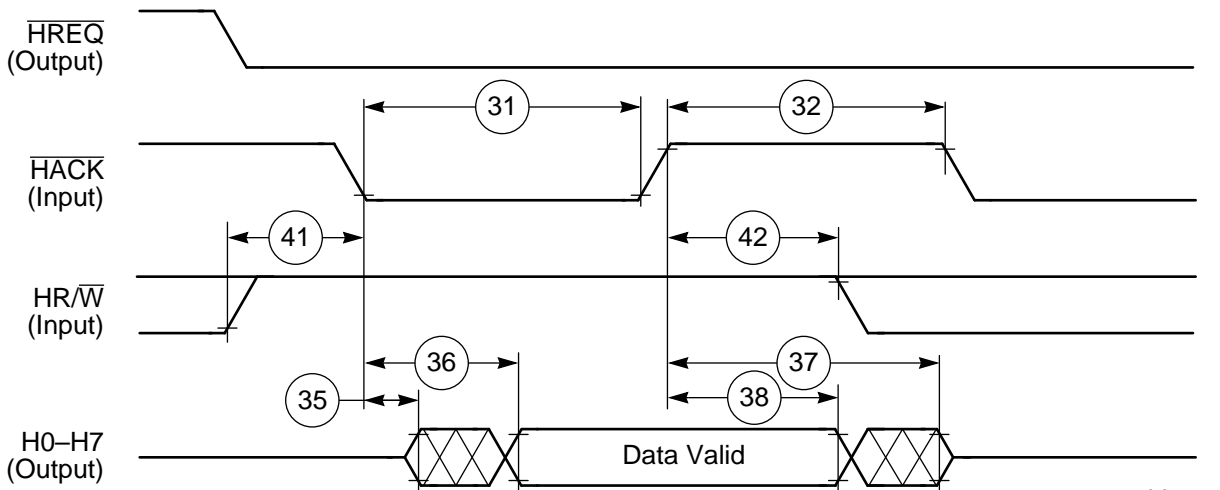 HREQ
(Output)
31
32
HACK
(Input)
41
42
HR/W
(Input)
36
37
35
38
H0–H7
(Output)
Data Valid